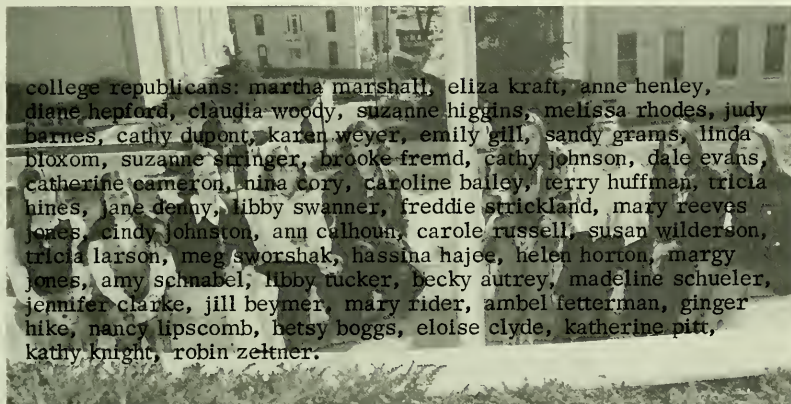 college republicans: martha marshall, eliza kraft, anne henley,
diane hepford, claudia woody, suzanne higgins, melissa rhodes, judy
barnes, cathy dupont, karen weyer, emily gill, sandy grams, linda
bloxom, suzanne stringer, brooke fremd, cathy johnson, dale evans,
catherine cameron, nina cory, caroline bailey, terry huffman, tricia
hines, jane denny, libby swanner, freddie strickland, mary reeves
jones, cindy johnston, ann calhoun, carole russell, susan wilderson,
tricia larson, meg sworshak, hassina hajee, helen horton, margy
jones, amy schnabel, libby tucker, becky autrey, madeline schueler,
jennifer clarke, jill beymer, mary rider, ambel fetterman, ginger
hike, nancy lipscomb, betsy boggs, eloise clyde, katherine pitt,
kathy knight, robin zeltner.